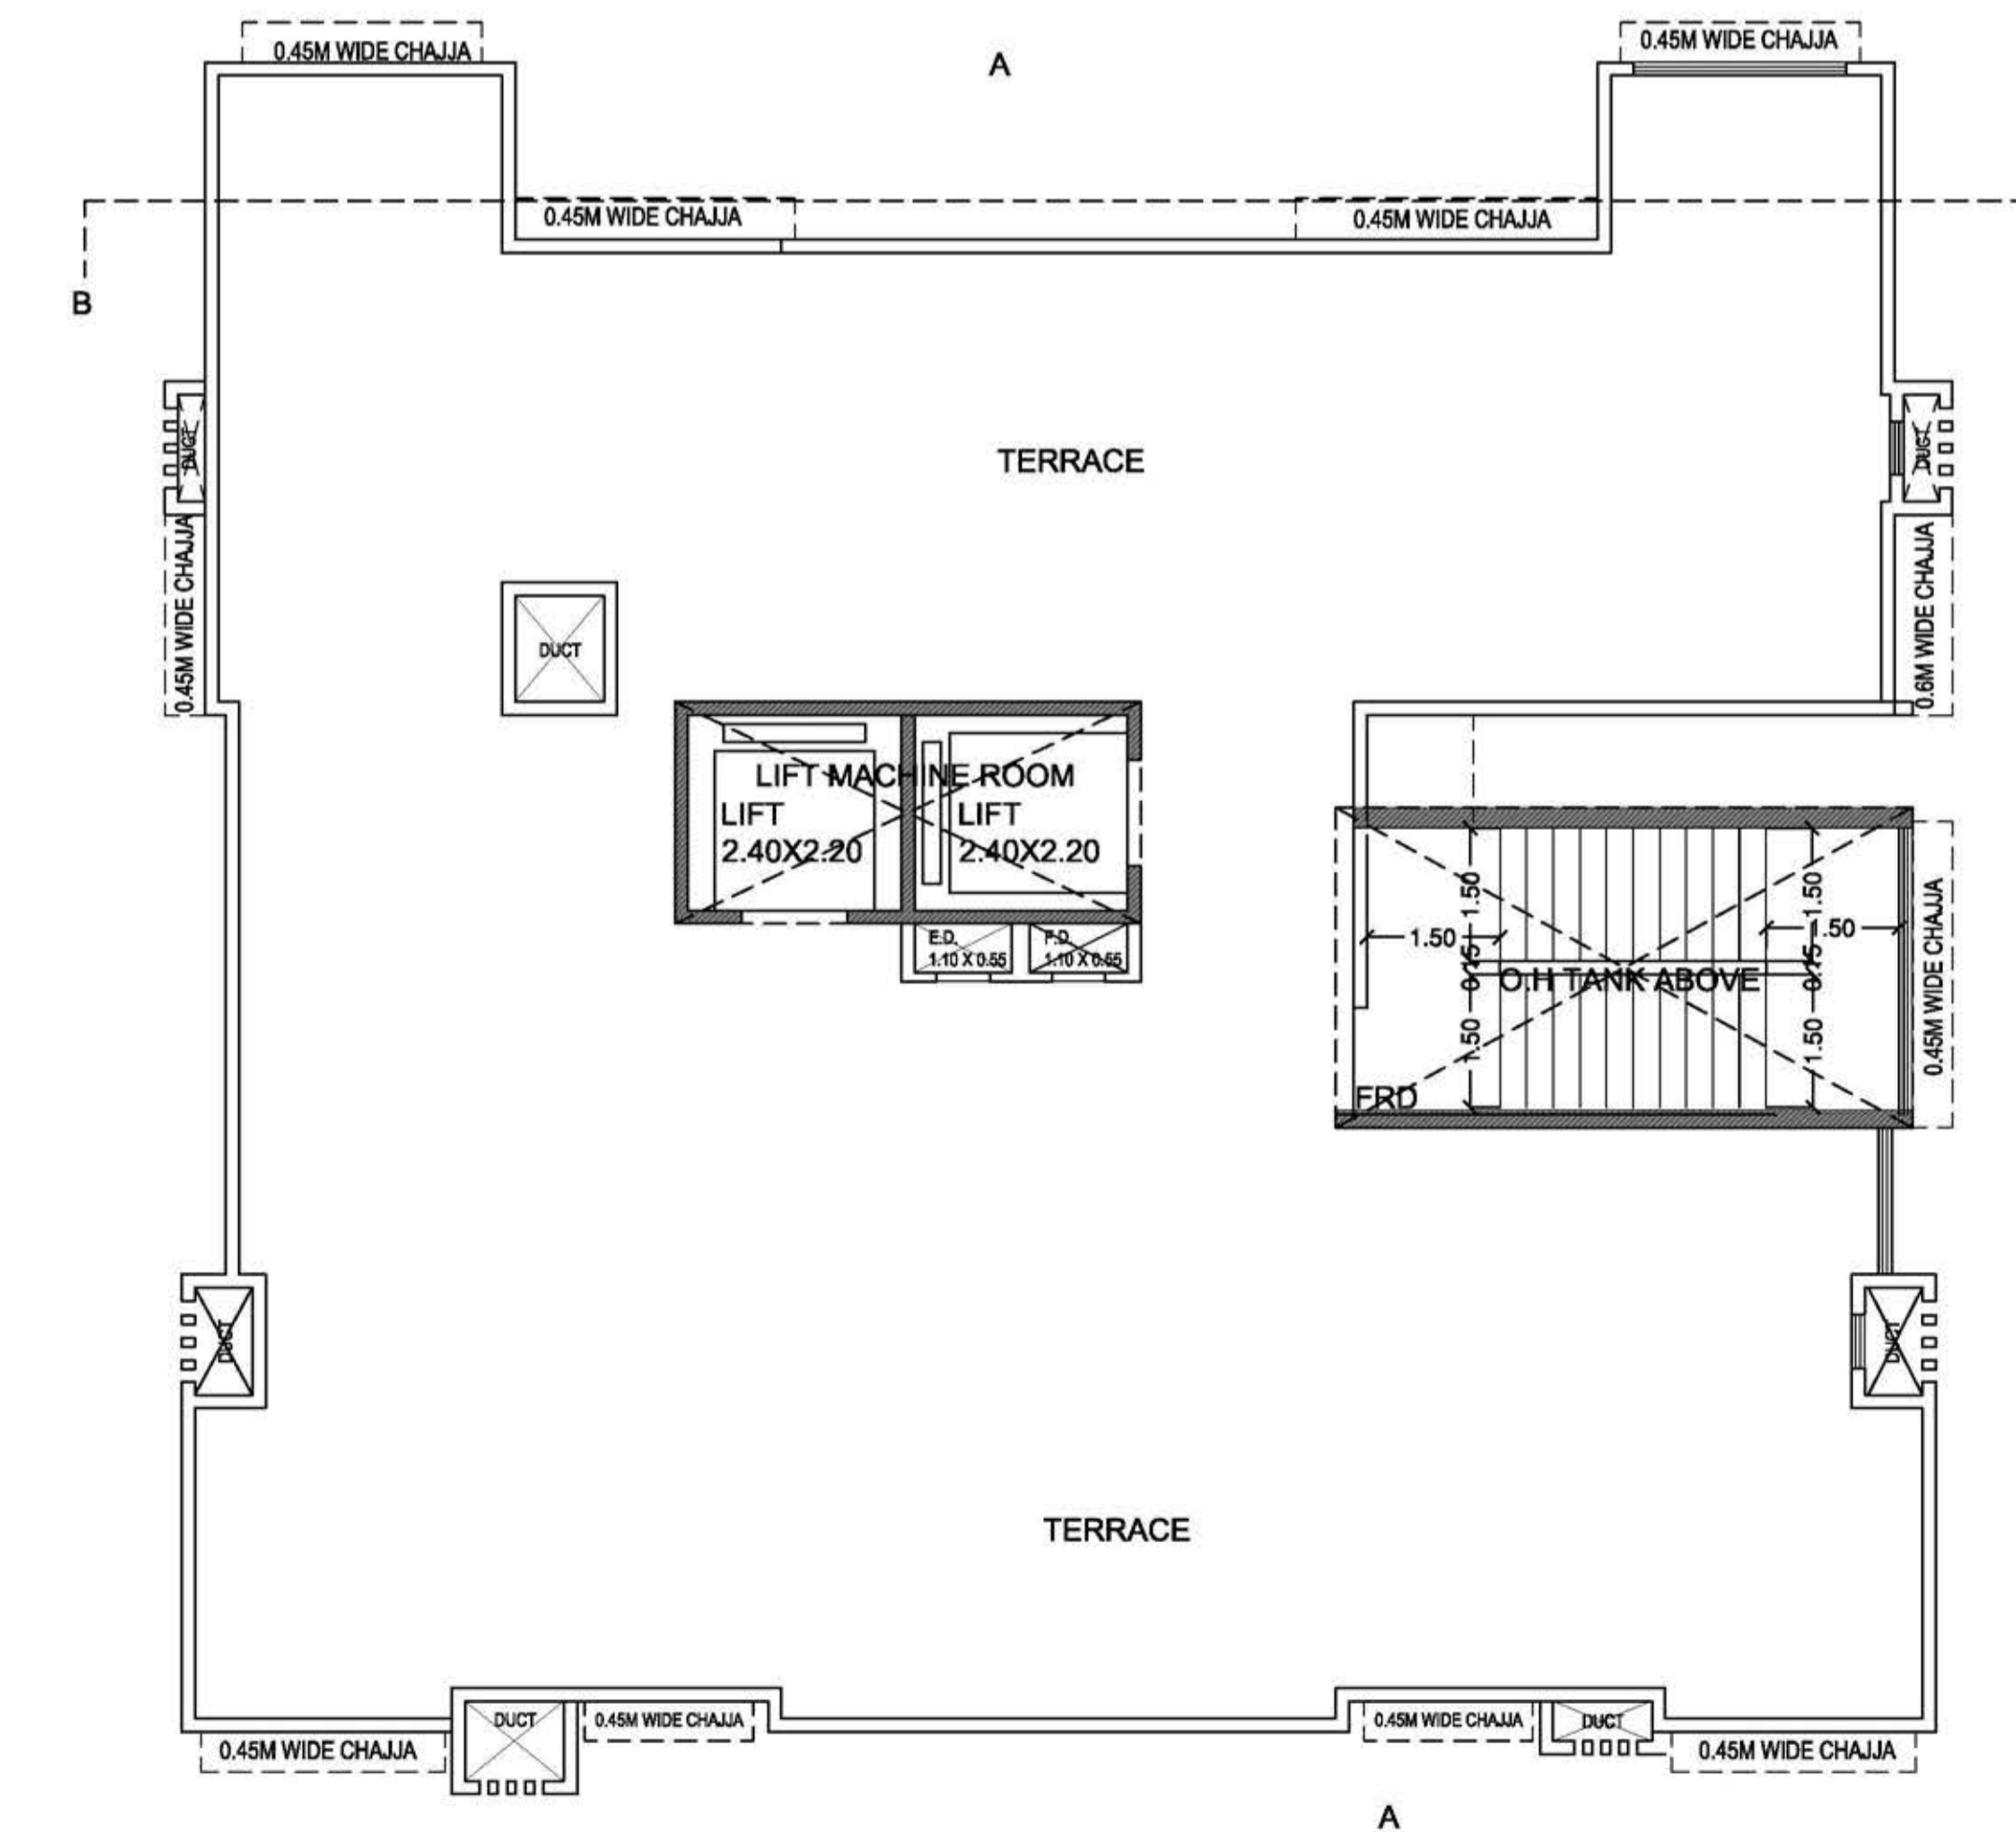 0.45M WIDE CHAJJA
A
0.45M WIDE CHAJJA
0.45M WIDE CHAJJA
0.45M WIDE CHAJJA
B
DUCT
TERRACE
DUCT
0.45M WIDE CHAJJA
0.6M WIDE CHAJJA
DUCT
LIFT MACHINE ROOM
LIFT
2.40X2.20
LIFT
2.40X2.20
E.D.
1.10 X 0.55
F.D.
1.10 X 0.55
1.50
1.50
1.50
1.50
0.15
0.15
O.H TANK ABOVE
1.50
1.50
FRD
0.45M WIDE CHAJJA
DUCT
DUCT
TERRACE
DUCT
0.45M WIDE CHAJJA
0.45M WIDE CHAJJA
DUCT
0.45M WIDE CHAJJA
0.45M WIDE CHAJJA
A